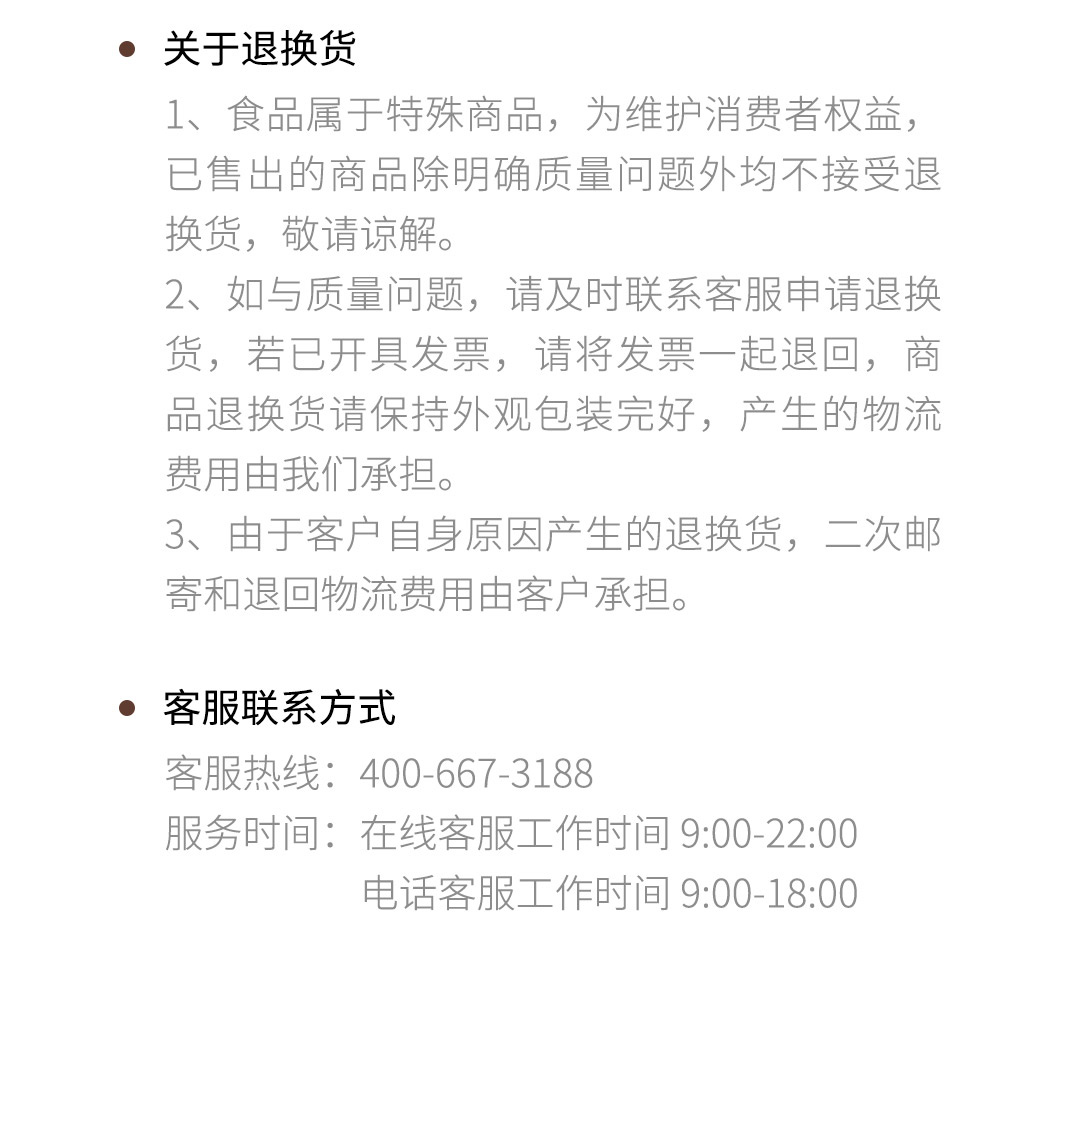 关于退换货
1、食品属于特殊商品，为维护消费者权益，
已售出的商品除明确质量问题外均不接受退
换货，敬请谅解。
2、如与质量问题，请及时联系客服申请退换
货，若已开具发票，请将发票一起退回，商
品退换货请保持外观包装完好，产生的物流
费用由我们承担。
3、由于客户自身原因产生的退换货，二次邮
寄和退回物流费用由客户承担。
客服联系方式
客服热线：400-667-3188
服务时间：在线客服工作时间 9:00-22:00
电话客服工作时间 9:00-18:00